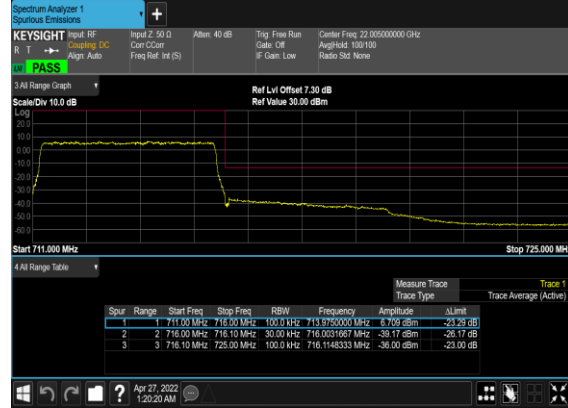 Spectrum Analyzer 1
Spurious Emissions
KEYSIGHT Input: RF Input Z: 50 Ω Atten: 40 dB Trig: Free Run Center Freq: 22.005000000 GHz
R T Coupling: DC Corr CCorr Gate: Off Avg|Hold: 100/100
Align: Auto Freq Ref: Int (S) IF Gain: Low Radio Std: None
PASS
3 All Range Graph
Ref Lvl Offset 7.30 dB
Scale/Div 10.0 dB Ref Value 30.00 dBm
Log
20.0
10.0
0.00
-10.0
-20.0
-30.0
-40.0
-50.0
-60.0
Start 711.000 MHz Stop 725.000 MH
4 All Range Table
Measure Trace Trace 1
Trace Type Trace Average (Active)
Spur Range Start Freq Stop Freq RBW Frequency Amplitude ΔLimit
1 1 711.00 MHz 716.00 MHz 100.0 kHz 713.9750000 MHz 6.709 dBm -23.29 dB
2 2 716.00 MHz 716.10 MHz 30.00 kHz 716.0031667 MHz -39.17 dBm -26.17 dB
3 3 716.10 MHz 725.00 MHz 100.0 kHz 716.1148333 MHz -36.00 dBm -23.00 dB
?
Apr 27, 2022
1:20:20 AM